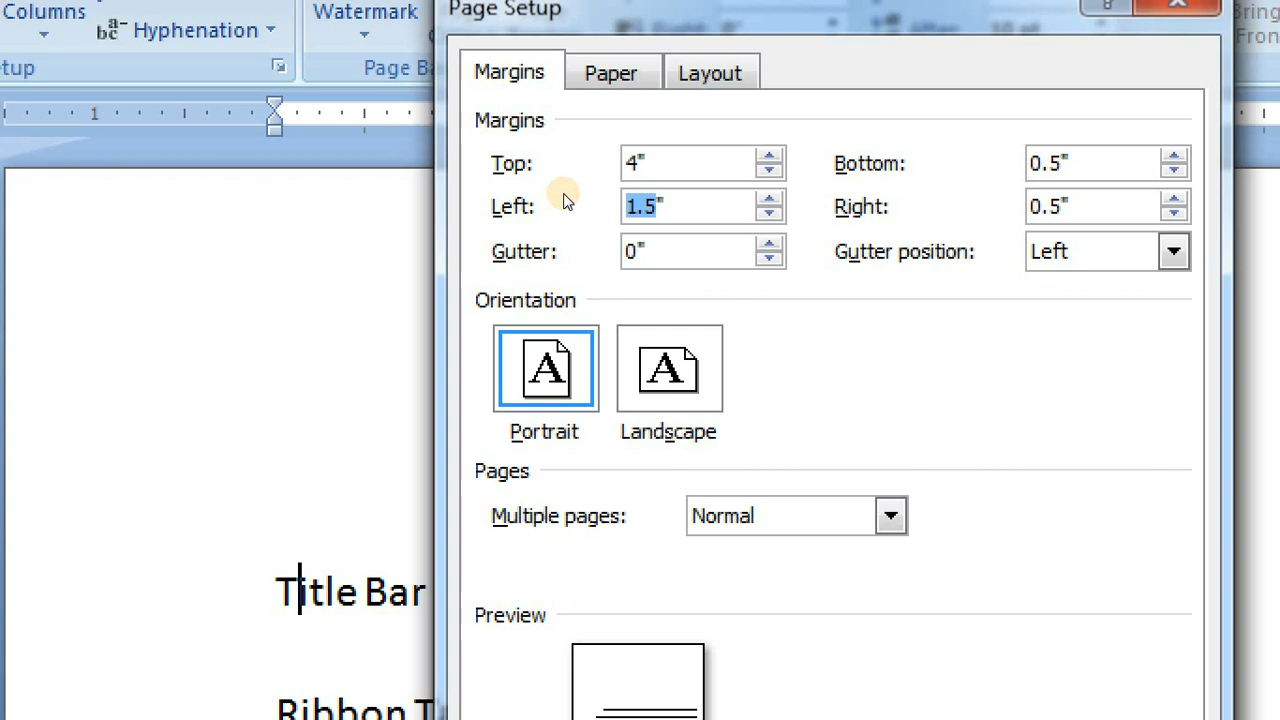 Columns
Hyphenation
Watermark
tup
Page Ba
Page Setup
Bring
Fron
1
Margins Paper Layout
Margins
Top: 4" Bottom: 0.5"
Left: 1.5" Right: 0.5"
Gutter: 0" Gutter position: Left
Orientation
A A
Portrait Landscape
Pages
Multiple pages: Normal
Preview
Title Bar
Ribbon T